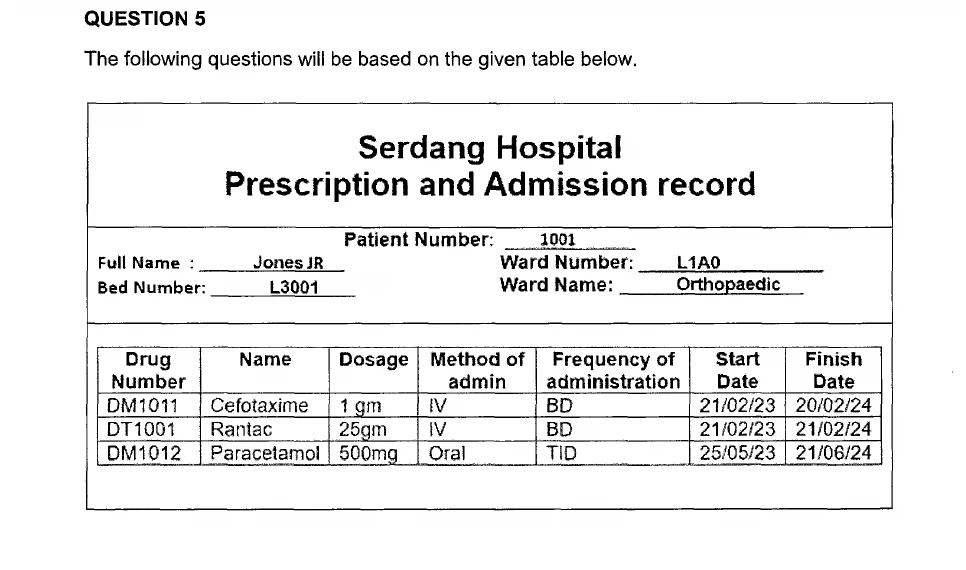 QUESTION 5
The following questions will be based on the given table below.
Serdang Hospital
Prescription and Admission record
Patient Number: 1001
Full Name : Jones JR Ward Number: L1A0
Bed Number: L3001 Ward Name: Orthopaedic
Drug Number Name Dosage Method of admin Frequency of administration Start Date Finish Date
DM1011 Cefotaxime 1 gm IV BD 21/02/23 20/02/24
DT1001 Rantac 25gm IV BD 21/02/23 21/02/24
DM1012 Paracetamol 500mg Oral TID 25/05/23 21/06/24